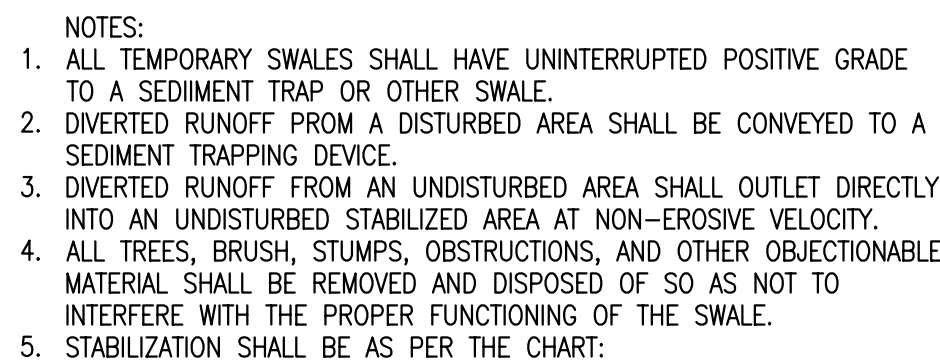 NOTES:
1. ALL TEMPORARY SWALES SHALL HAVE UNINTERRUPTED POSITIVE GRADE
TO A SEDIIMENT TRAP OR OTHER SWALE.
2. DIVERTED RUNOFF PROM A DISTURBED AREA SHALL BE CONVEYED TO A
SEDIMENT TRAPPING DEVICE.
3. DIVERTED RUNOFF FROM AN UNDISTURBED AREA SHALL OUTLET DIRECTLY
INTO AN UNDISTURBED STABILIZED AREA AT NON-EROSIVE VELOCITY.
4. ALL TREES, BRUSH, STUMPS, OBSTRUCTIONS, AND OTHER OBJECTIONABLE
MATERIAL SHALL BE REMOVED AND DISPOSED OF SO AS NOT TO
INTERFERE WITH THE PROPER FUNCTIONING OF THE SWALE.
5. STABILIZATION SHALL BE AS PER THE CHART: